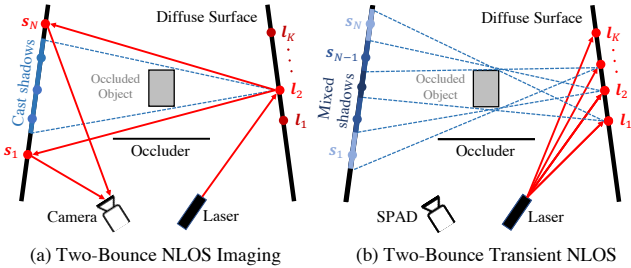 s_N
Diffuse Surface
l_K
Cast shadows
Occluded
Object
l_2
l_1
s_1
Occluder
Camera
Laser
(a) Two-Bounce NLOS Imaging
s_N
Diffuse Surface
l_K
s_{N-1}
Mixed
shadows
Occluded
Object
l_2
l_1
s_1
Occluder
SPAD
Laser
(b) Two-Bounce Transient NLOS